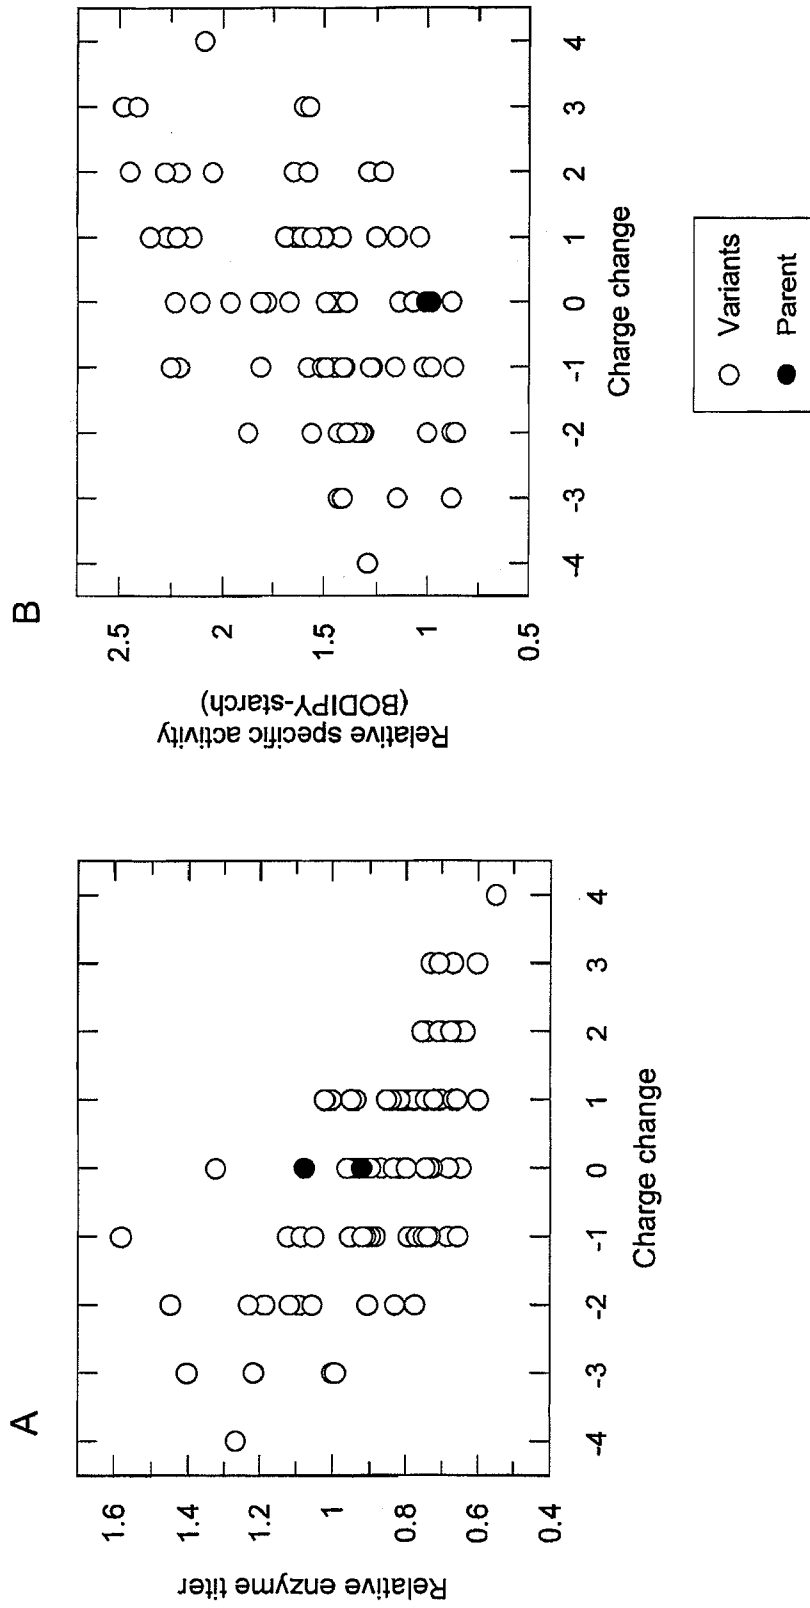 A
Relative enzyme titer
1.6
1.4
1.2
1
0.8
0.6
0.4
-4 -3 -2 -1 0 1 2 3 4
Charge change
B
Relative specific activity
(BODIPY-starch)
2.5
2
1.5
1
0.5
-4 -3 -2 -1 0 1 2 3 4
Charge change
Variants
Parent